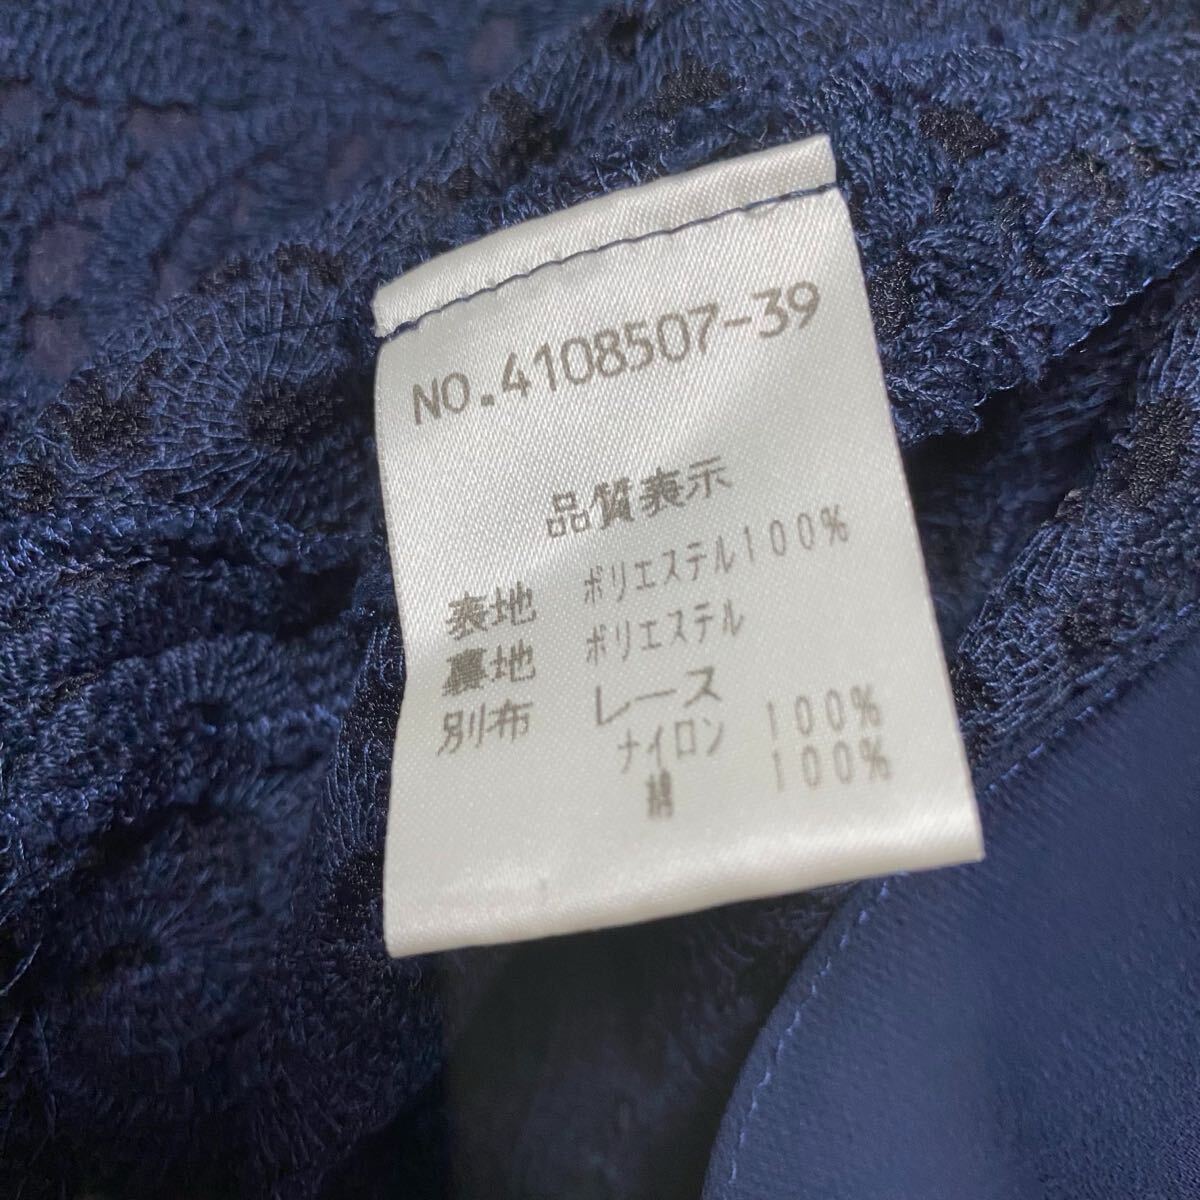 NO.4108507-39
品質表示
表地 ポリエステル100%
裏地 ポリエステル
別布 レース
ナイロン 100%
綿 100%